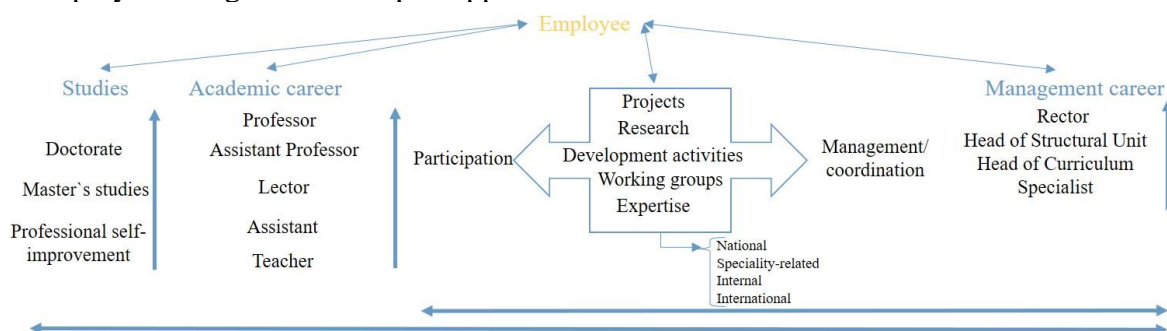 Employee
Studies
Doctorate
Master`s studies
Professional self-
improvement
Academic career
Professor
Assistant Professor
Lector
Assistant
Teacher
Participation
Projects
Research
Development activities
Working groups
Expertise
National
Speciality-related
Internal
International
Management/
coordination
Management career
Rector
Head of Structural Unit
Head of Curriculum
Specialist